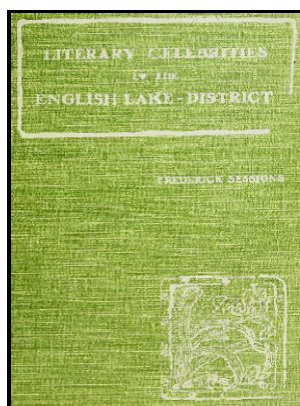 LITERARY CELEBRITIES
OF THE
ENGLISH LAKE-DISTRICT
FREDERICK SESSIONS